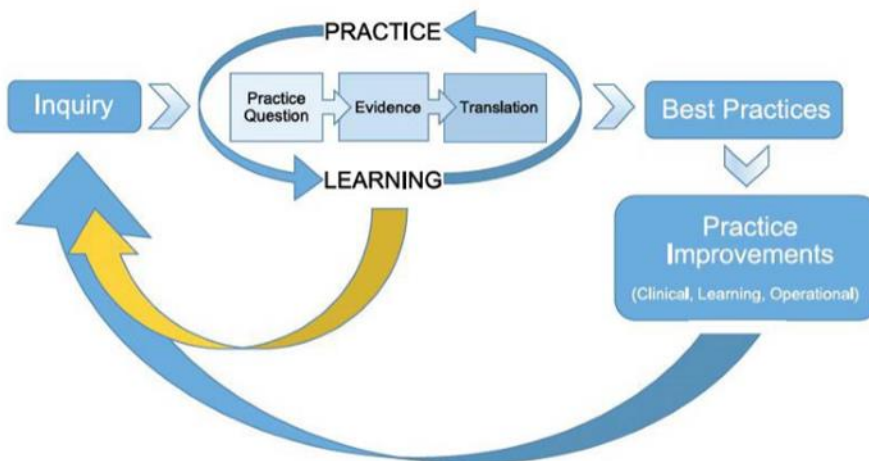 PRACTICE
Inquiry
Practice
Question
Evidence
Translation
LEARNING
Best Practices
Practice
Improvements
(Clinical, Learning, Operational)